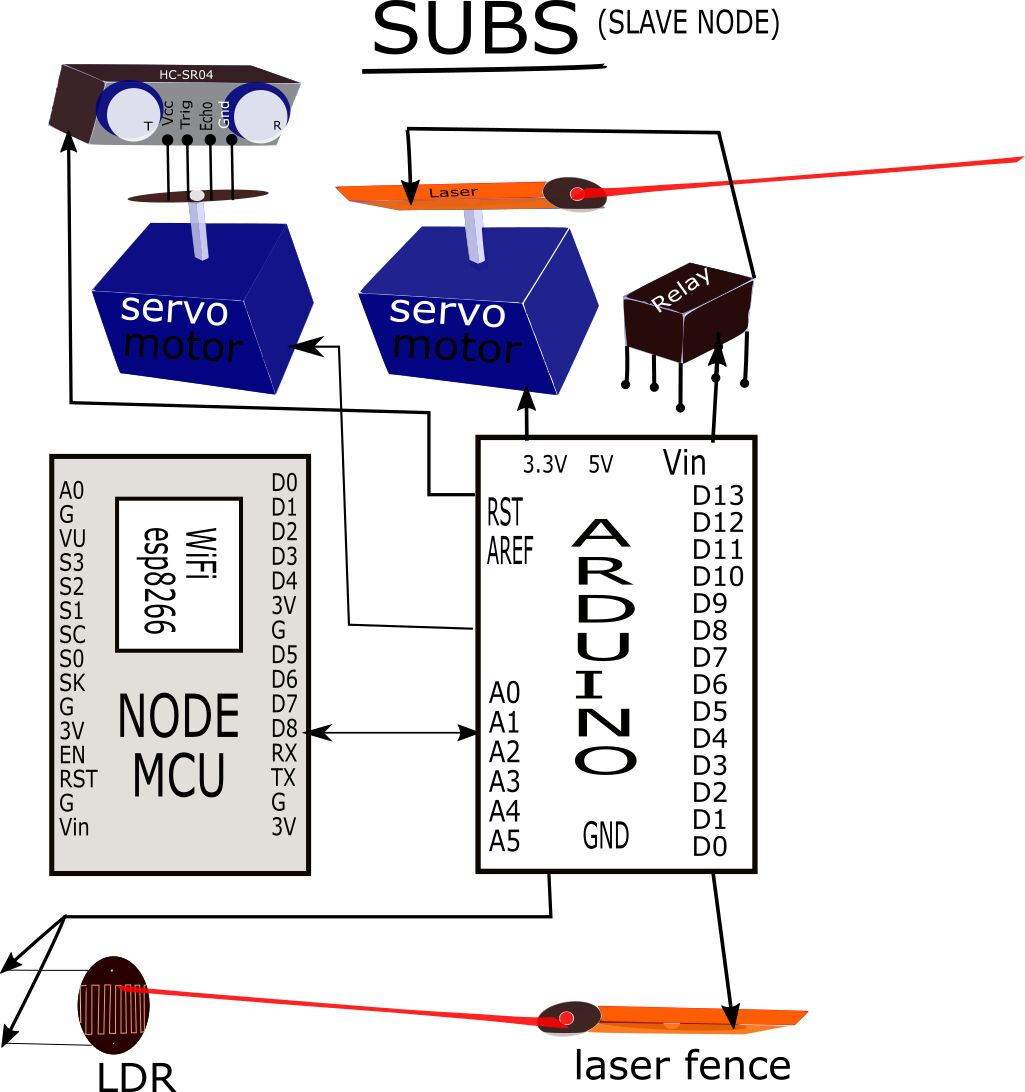 SUBS (SLAVE NODE)
HC-SR04
T Vcc Trig Echo Gnd R
Laser
servo
motor
servo
motor
Relay
A0
G
VU
S3
S2
S1
SC
S0
SK
G
3V
EN
RST
G
Vin
WiFi
esp8266
NODE
MCU
D0
D1
D2
D3
D4
3V
G
D5
D6
D7
D8
RX
TX
G
3V
3.3V 5V Vin
RST
AREF
A0
A1
A2
A3
A4
A5
ARDUINO
GND
D13
D12
D11
D10
D9
D8
D7
D6
D5
D4
D3
D2
D1
D0
LDR
laser fence